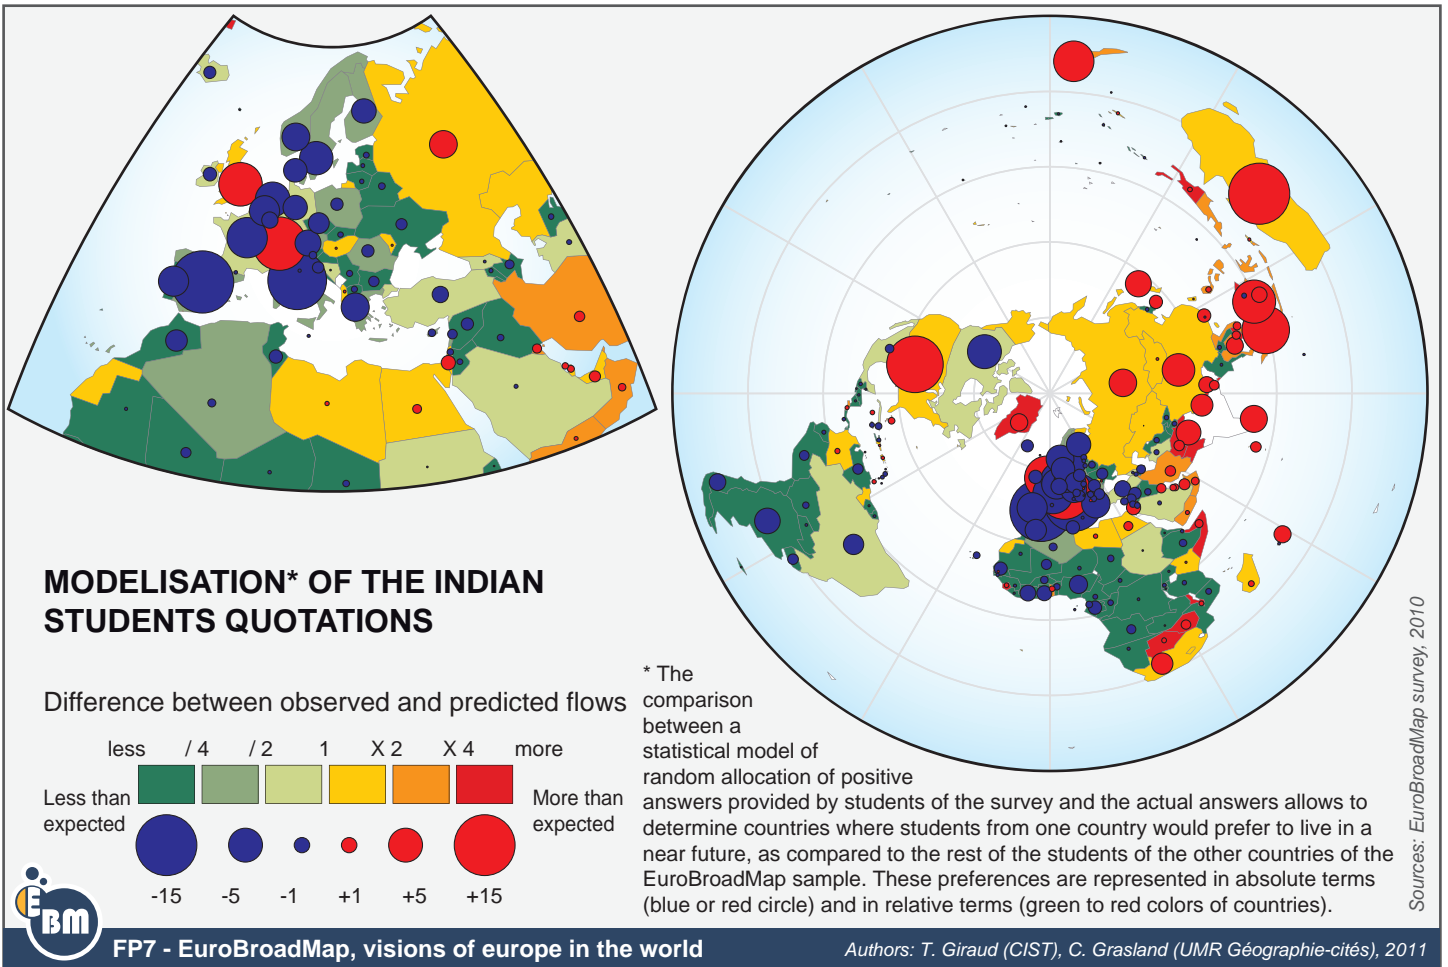 MODELISATION* OF THE INDIAN
STUDENTS QUOTATIONS
Difference between observed and predicted flows
less / 4 / 2 1 X 2 X 4 more
Less than
expected
More than
expected
-15 -5 -1 +1 +5 +15
* The
comparison
between a
statistical model of
random allocation of positive
answers provided by students of the survey and the actual answers allows to
determine countries where students from one country would prefer to live in a
near future, as compared to the rest of the students of the other countries of the
EuroBroadMap sample. These preferences are represented in absolute terms
(blue or red circle) and in relative terms (green to red colors of countries).
Sources: EuroBroadMap survey, 2010
EBM
FP7 - EuroBroadMap, visions of europe in the world
Authors: T. Giraud (CIST), C. Grasland (UMR Géographie-cités), 2011